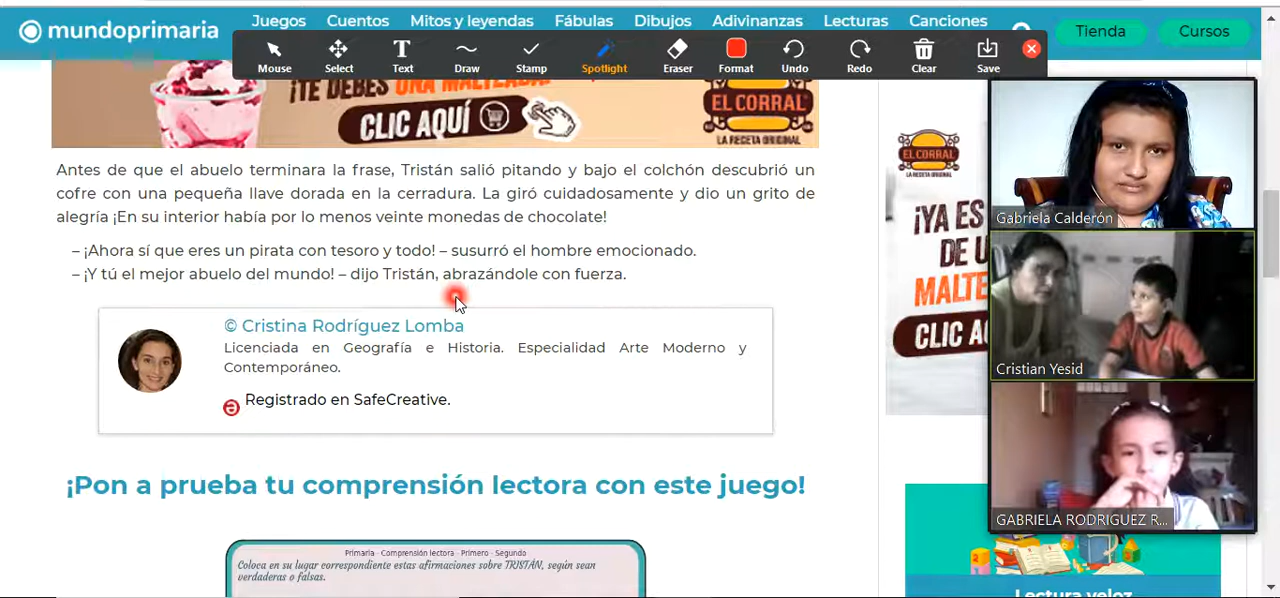 mundoprimaria
Juegos Cuentos Mitos y leyendas Fábulas Dibujos Adivinanzas Lecturas Canciones
Tienda Cursos
Mouse Select Text Draw Stamp Spotlight Eraser Format Undo Redo Clear Save
¡TE DEBES UNA MALTEADA!
CLIC AQUÍ
EL CORRAL
LA RECETA ORIGINAL
Antes de que el abuelo terminara la frase, Tristán salió pitando y bajo el colchón descubrió un
cofre con una pequeña llave dorada en la cerradura. La giró cuidadosamente y dio un grito de
alegría ¡En su interior había por lo menos veinte monedas de chocolate!
– ¡Ahora sí que eres un pirata con tesoro y todo! – susurró el hombre emocionado.
– ¡Y tú el mejor abuelo del mundo! – dijo Tristán, abrazándole con fuerza.
© Cristina Rodríguez Lomba
Licenciada en Geografía e Historia. Especialidad Arte Moderno y
Contemporáneo.
Registrado en SafeCreative.
¡Pon a prueba tu comprensión lectora con este juego!
Primaria - Comprensión lectora - Primero - Segundo
Coloca en su lugar correspondiente estas afirmaciones sobre TRISTÁN, según sean
verdaderas o falsas.
EL CORRAL
LA RECETA ORIGINAL
¡YA ES
DE U
MALTE
CLIC A
Gabriela Calderón
Cristian Yesid
GABRIELA RODRIGUEZ R...
Lectura veloz